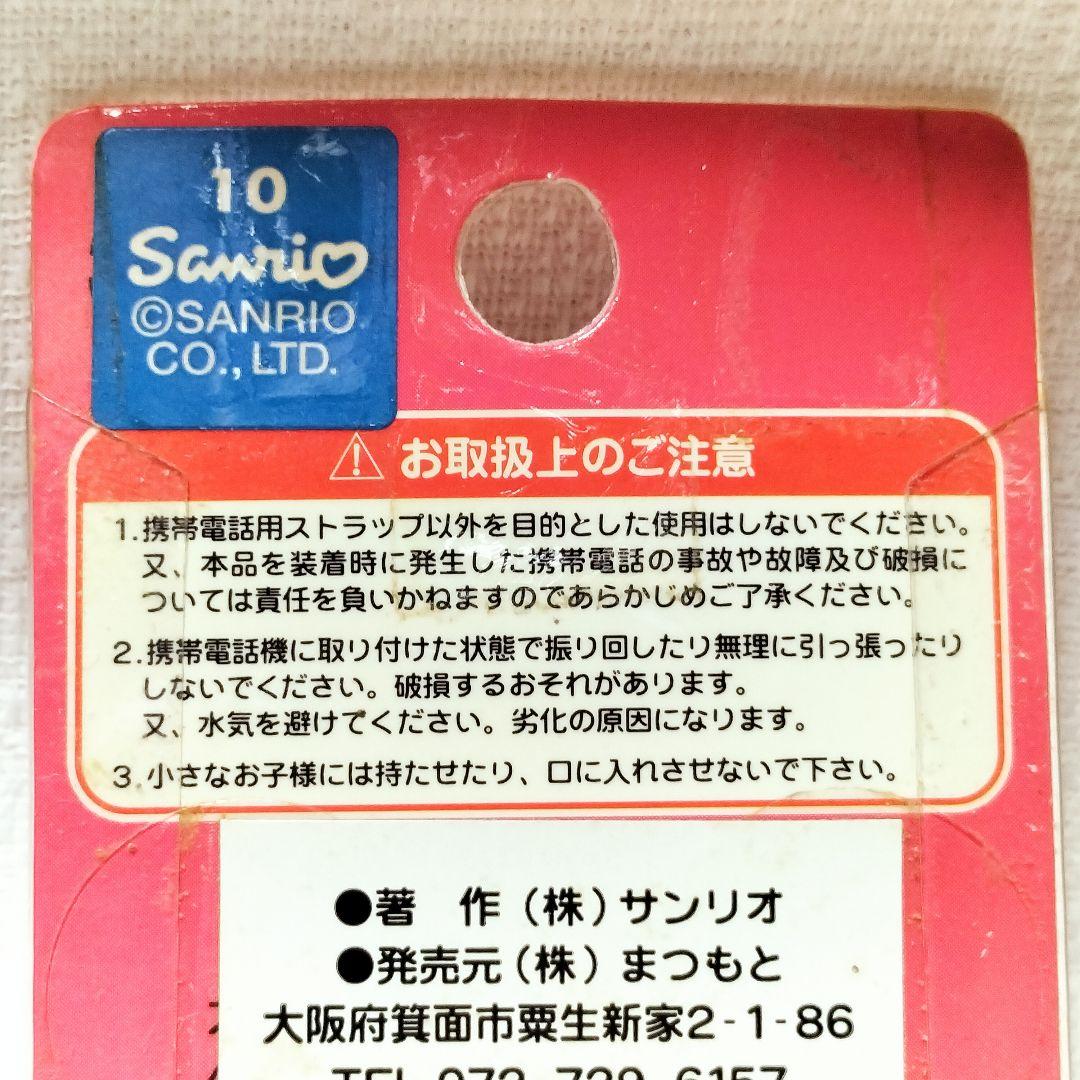 10
Sanrio
©SANRIO
CO., LTD.
⚠ お取扱上のご注意
1.携帯電話用ストラップ以外を目的とした使用はしないでください。
又、本品を装着時に発生した携帯電話の事故や故障及び破損に
ついては責任を負いかねますのであらかじめご了承ください。
2.携帯電話機に取り付けた状態で振り回したり無理に引っ張ったり
しないでください。破損するおそれがあります。
又、水気を避けてください。劣化の原因になります。
3.小さなお子様には持たせたり、口に入れさせないで下さい。
●著 作(株)サンリオ
●発売元(株)まつもと
大阪府箕面市粟生新家2-1-86
TEL 072-729-6157